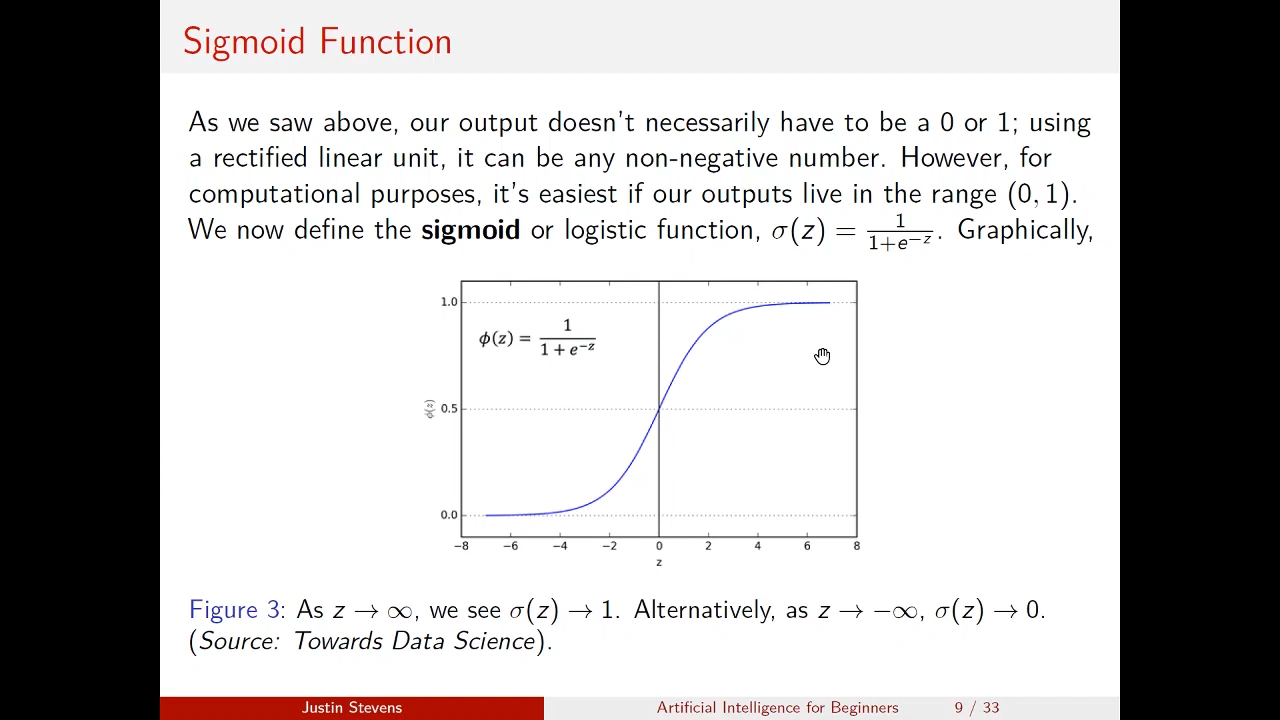 Sigmoid Function
As we saw above, our output doesn't necessarily have to be a 0 or 1; using
a rectified linear unit, it can be any non-negative number. However, for
computational purposes, it's easiest if our outputs live in the range (0, 1).
We now define the sigmoid or logistic function, σ(z) = 1/(1+e^{−z}). Graphically,
ϕ(z) = 1/(1 + e^{−z})
1.0
0.5
0.0
ϕ(z)
−8 −6 −4 −2 0 2 4 6 8
z
Figure 3: As z → ∞, we see σ(z) → 1. Alternatively, as z → −∞, σ(z) → 0.
(Source: Towards Data Science).
Justin Stevens Artificial Intelligence for Beginners 9 / 33